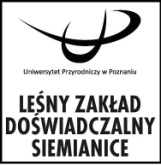 Uniwersytet Przyrodniczy w Poznaniu
LEŚNY ZAKŁAD
DOŚWIADCZALNY
SIEMIANICE